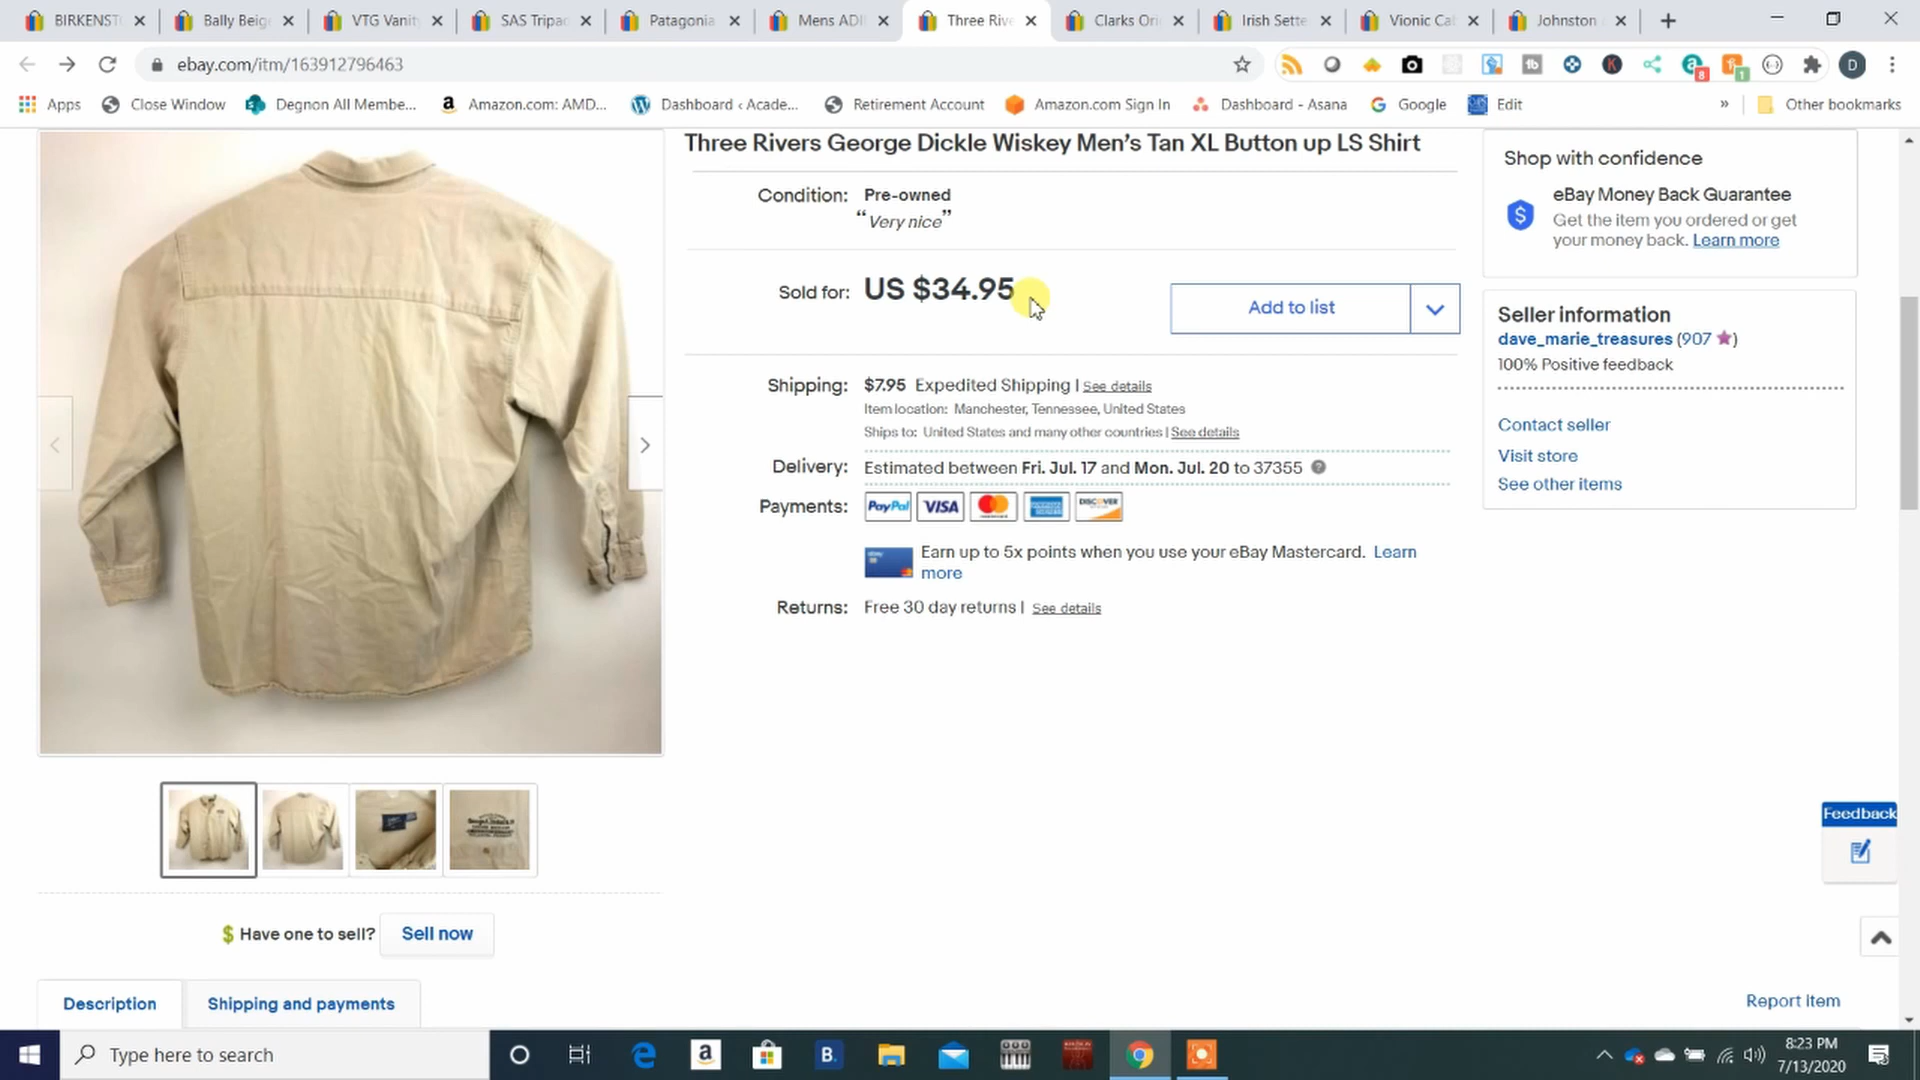 BIRKENST
Bally Beig
VTG Vanit
SAS Tripa
Patagonia
Mens ADI
Three Rive
Clarks Ori
Irish Sette
Vionic Ca
Johnston
ebay.com/itm/163912796463
D
Apps
Close Window
Degnon All Membe...
Amazon.com: AMD...
Dashboard ‹ Acade...
Retirement Account
Amazon.com Sign In
Dashboard - Asana
Google
Edit
»
Other bookmarks
Three Rivers George Dickle Wiskey Men's Tan XL Button up LS Shirt
Condition: Pre-owned
“Very nice”
Sold for: US $34.95
Add to list
Shipping: $7.95 Expedited Shipping | See details
Item location: Manchester, Tennessee, United States
Ships to: United States and many other countries | See details
Delivery: Estimated between Fri. Jul. 17 and Mon. Jul. 20 to 37355
Payments: PayPal VISA DISCOVER
Earn up to 5x points when you use your eBay Mastercard. Learn
more
Returns: Free 30 day returns | See details
Shop with confidence
eBay Money Back Guarantee
Get the item you ordered or get
your money back. Learn more
Seller information
dave_marie_treasures (907 )
100% Positive feedback
Contact seller
Visit store
See other items
Feedback
$ Have one to sell? Sell now
Description
Shipping and payments
Report item
Type here to search
8:23 PM
7/13/2020